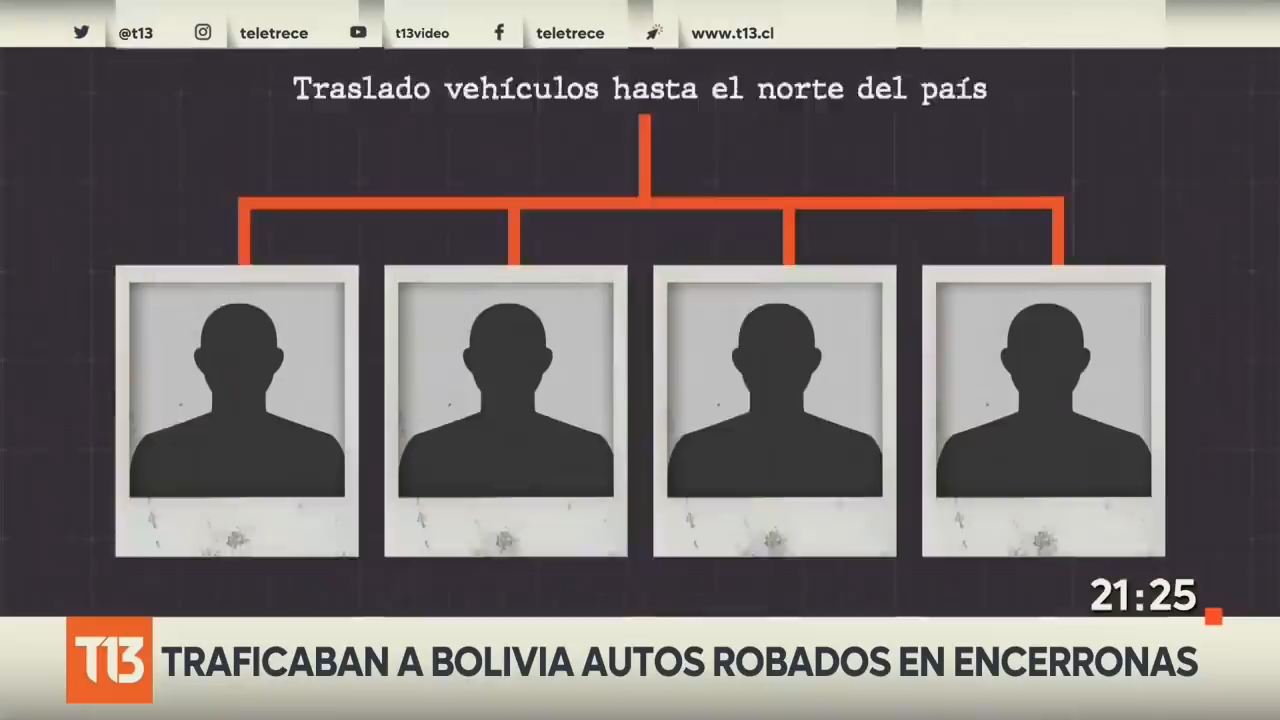 @t13 teletrece t13video teletrece www.t13.cl
Traslado vehículos hasta el norte del país
21:25
T13 TRAFICABAN A BOLIVIA AUTOS ROBADOS EN ENCERRONAS